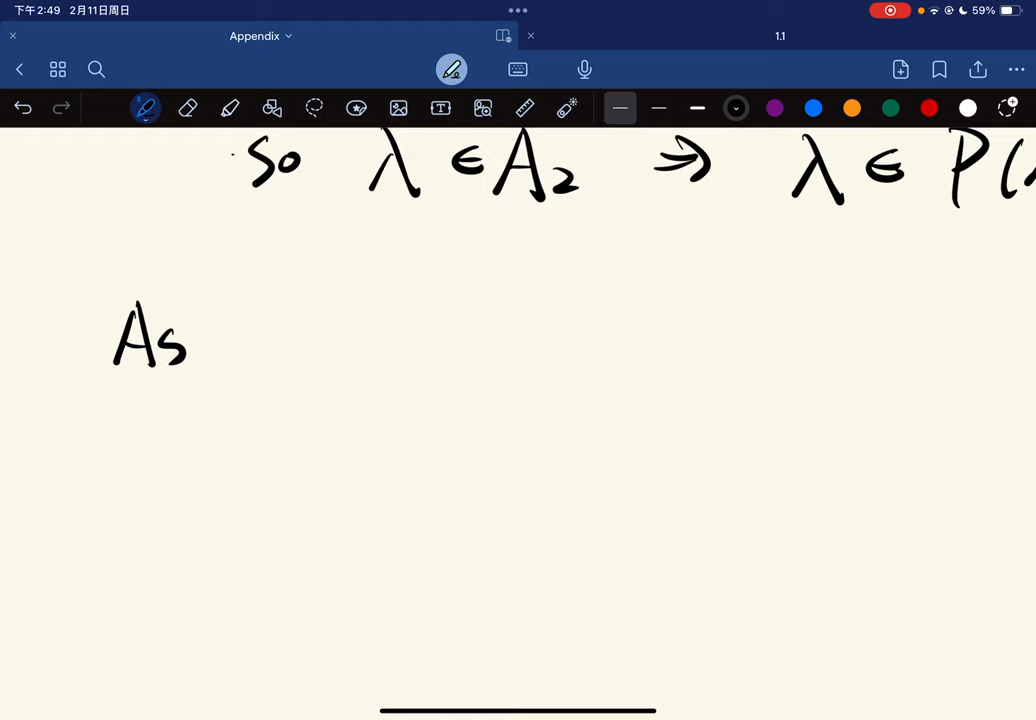 下午2:49 2月11日周日
59%
Appendix
1.1
So λ ∈ A₂ ⇒ λ ∈ P(
As